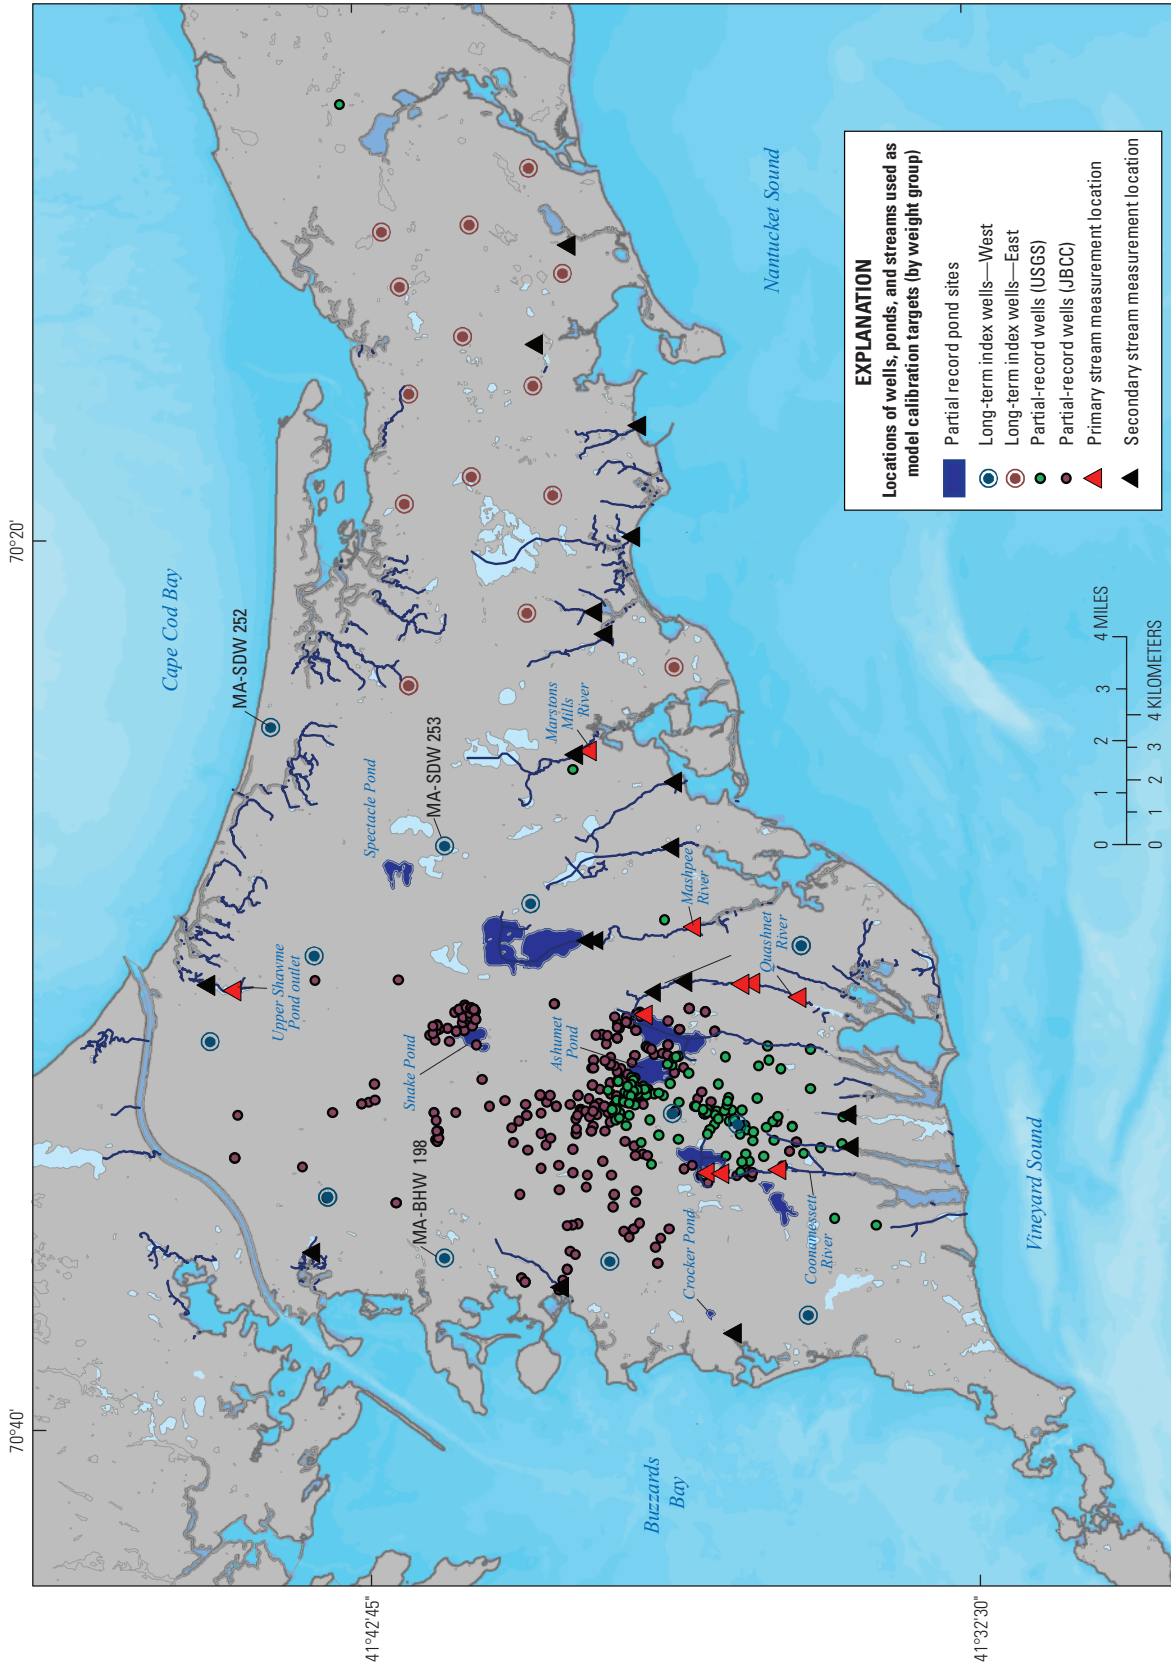 70°40'
70°20'
41°42'45"
41°32'30"
Cape Cod Bay
MA-SDW 252
Spectacle Pond
MA-SDW 253
Upper Shawme
Pond outlet
Snake Pond
MA-BHW 198
Ashumet
Pond
Marstons
Mills
River
Mashpee
River
Quashnet
River
Crocker Pond
Coonamessett
River
Buzzards
Bay
Vineyard Sound
Nantucket Sound
0 1 2 3 4 MILES
0 1 2 3 4 KILOMETERS
EXPLANATION
Locations of wells, ponds, and streams used as
model calibration targets (by weight group)
Partial record pond sites
Long-term index wells—West
Long-term index wells—East
Partial-record wells (USGS)
Partial-record wells (JBCC)
Primary stream measurement location
Secondary stream measurement location